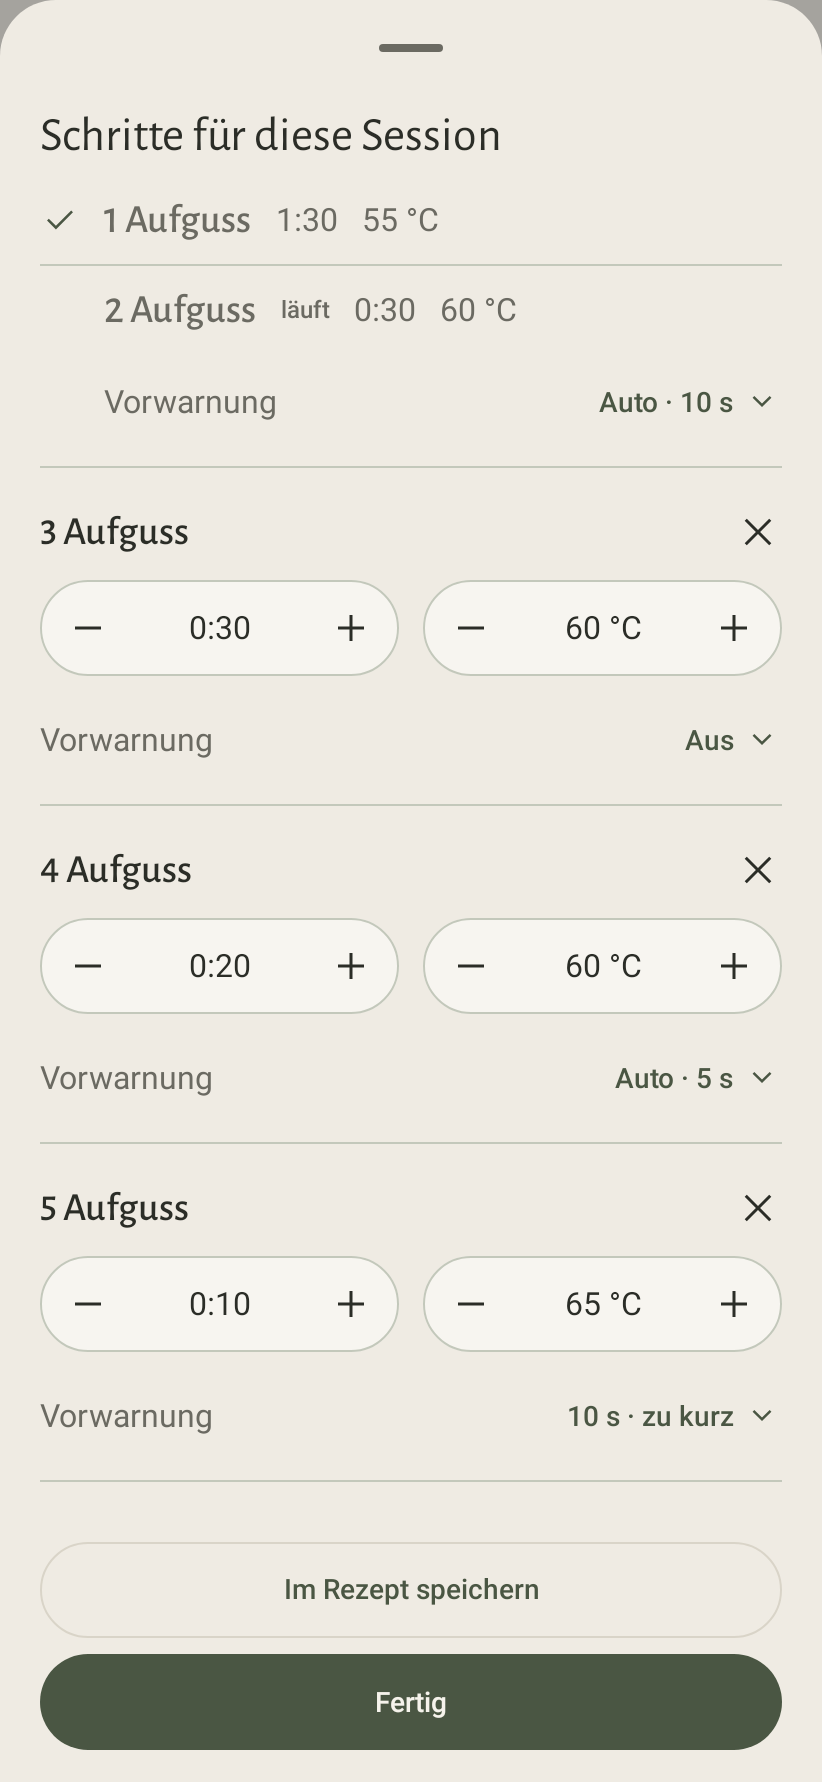 Schritte für diese Session
1 Aufguss 1:30 55 °C
2 Aufguss läuft 0:30 60 °C
Vorwarnung Auto · 10 s
3 Aufguss
0:30 60 °C
Vorwarnung Aus
4 Aufguss
0:20 60 °C
Vorwarnung Auto · 5 s
5 Aufguss
0:10 65 °C
Vorwarnung 10 s · zu kurz
Im Rezept speichern
Fertig